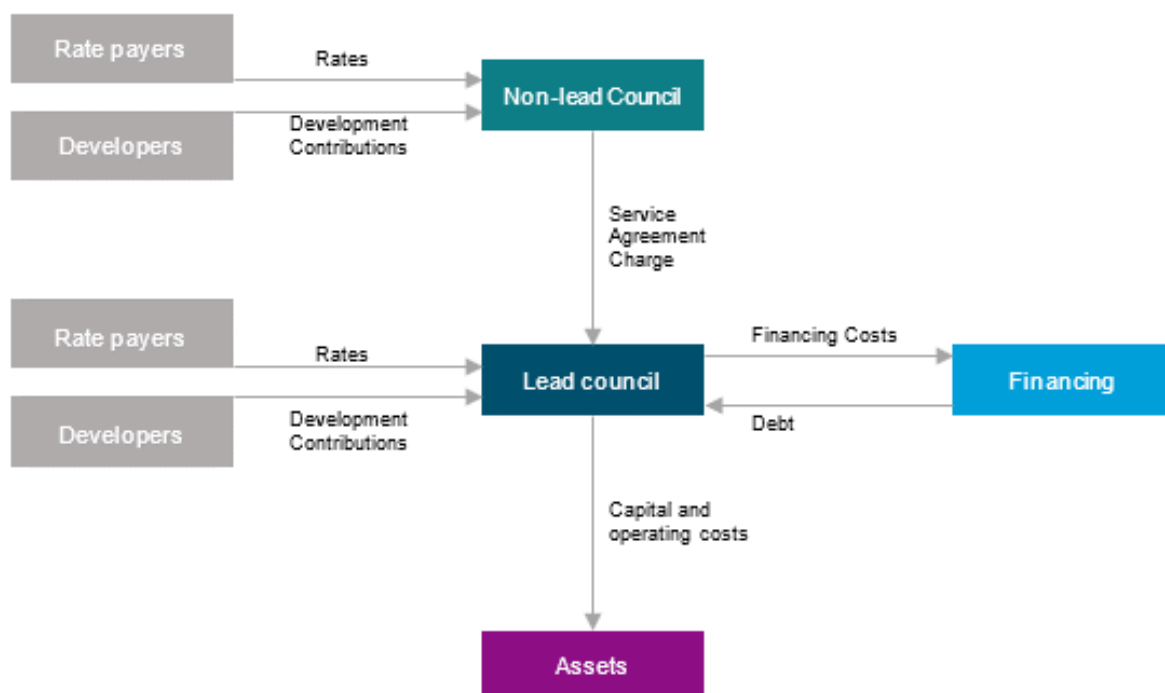 Rate payers
Rates
Non-lead Council
Developers
Development
Contributions
Service
Agreement
Charge
Rate payers
Rates
Lead council
Financing Costs
Financing
Debt
Developers
Development
Contributions
Capital and
operating costs
Assets